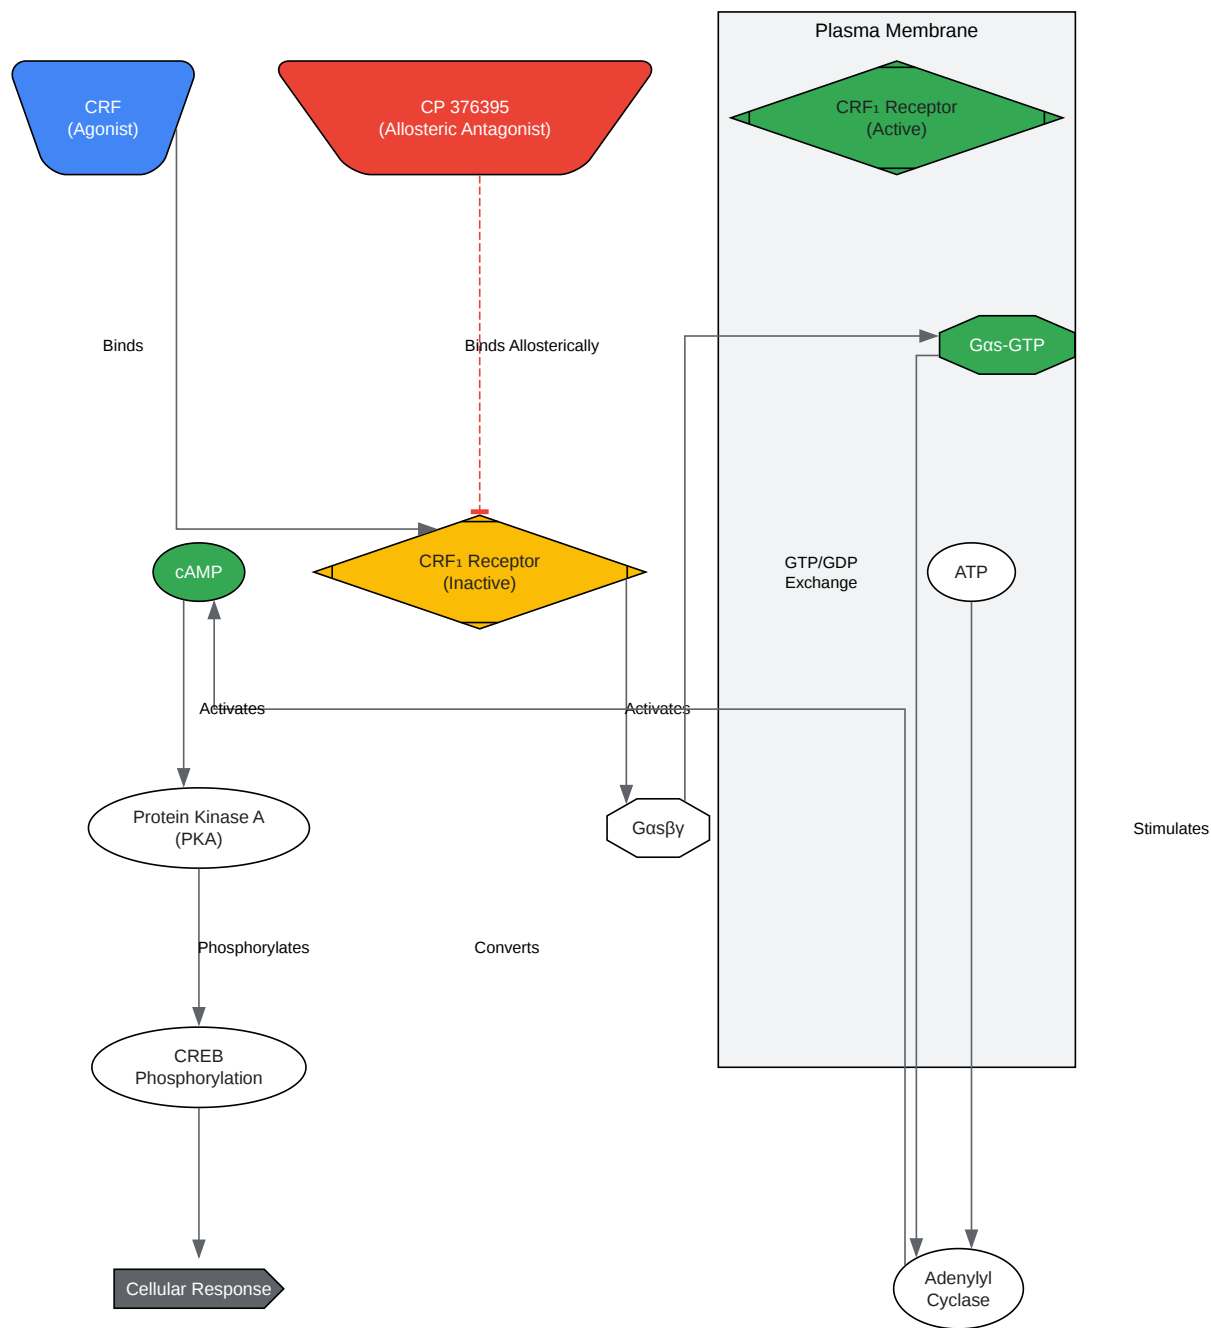 Plasma Membrane
CRF
(Agonist)
CP 376395
(Allosteric Antagonist)
CRF₁ Receptor
(Active)
Binds
Binds Allosterically
Gαs-GTP
cAMP
CRF₁ Receptor
(Inactive)
GTP/GDP
Exchange
ATP
Activates
Activates
Protein Kinase A
(PKA)
Gαsβγ
Stimulates
Phosphorylates
Converts
CREB
Phosphorylation
Cellular Response
Adenylyl
Cyclase